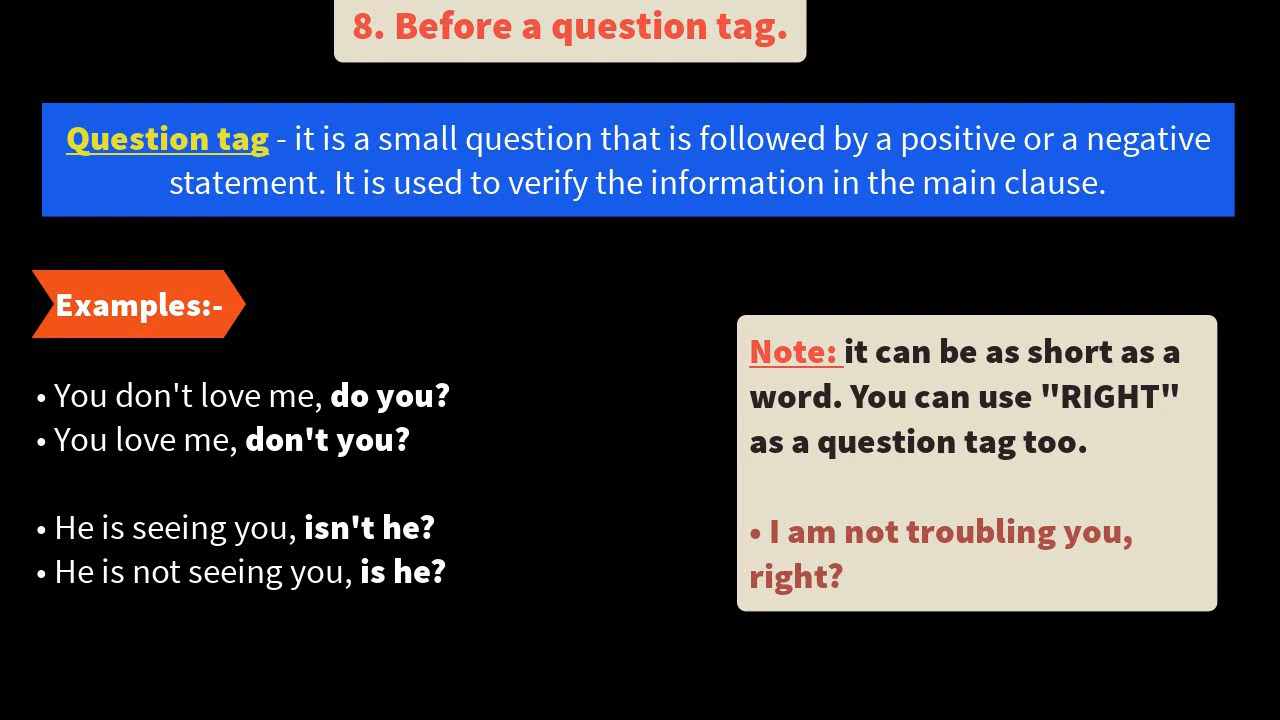 8. Before a question tag.
Question tag - it is a small question that is followed by a positive or a negative
statement. It is used to verify the information in the main clause.
Examples:-
• You don't love me, do you?
• You love me, don't you?
• He is seeing you, isn't he?
• He is not seeing you, is he?
Note: it can be as short as a
word. You can use "RIGHT"
as a question tag too.
• I am not troubling you,
right?